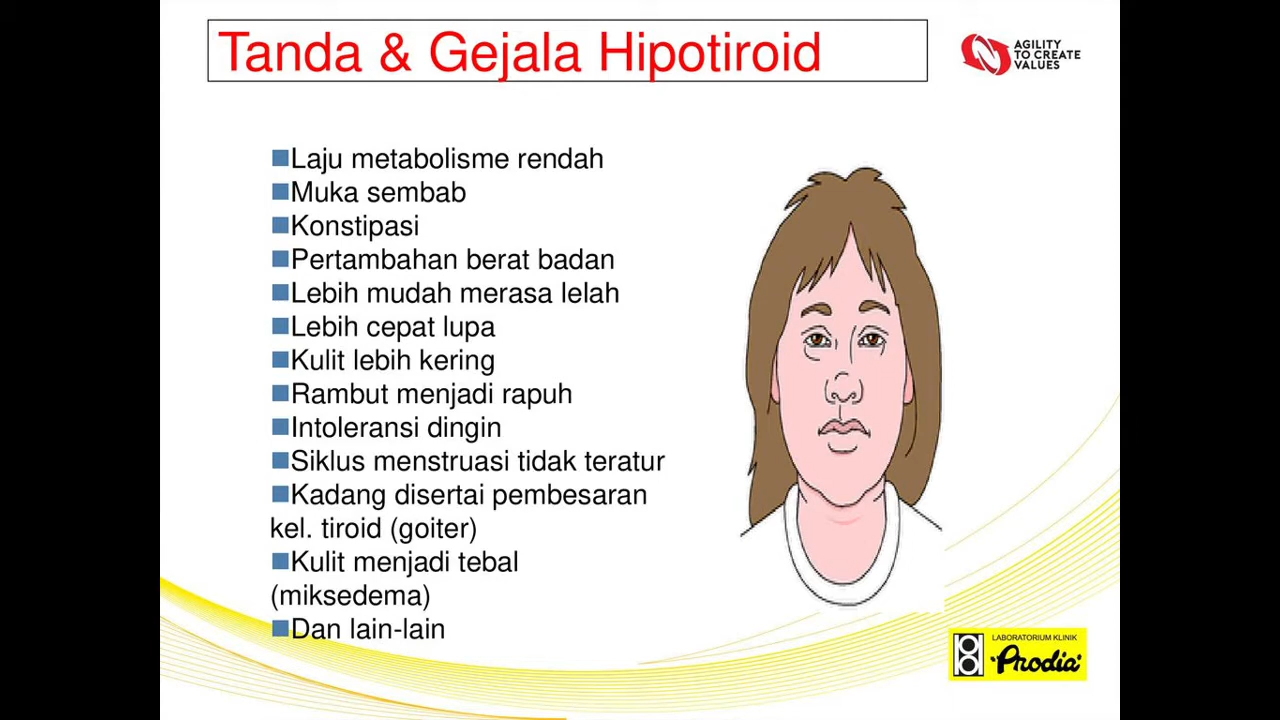 Tanda & Gejala Hipotiroid
AGILITY
TO CREATE
VALUES
Laju metabolisme rendah
Muka sembab
Konstipasi
Pertambahan berat badan
Lebih mudah merasa lelah
Lebih cepat lupa
Kulit lebih kering
Rambut menjadi rapuh
Intoleransi dingin
Siklus menstruasi tidak teratur
Kadang disertai pembesaran
kel. tiroid (goiter)
Kulit menjadi tebal
(miksedema)
Dan lain-lain
LABORATORIUM KLINIK
Prodia